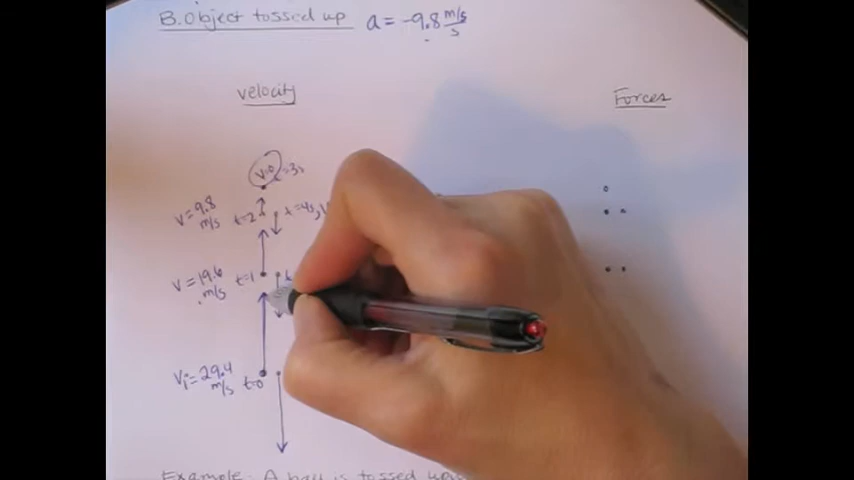 B. Object tossed up a = -9.8 m/s/s
Velocity
Forces
v=0 t=3s
v=9.8 m/s t=2 t=4s,
v=19.6 m/s t=1 t
Vi=29.4 m/s t=0
Example: A ball is tossed